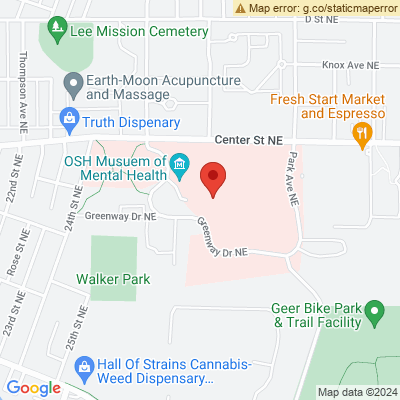 Map error: g.co/staticmaperror
D St NE
Lee Mission Cemetery
Knox Ave NE
Thompson Ave NE
Earth-Moon Acupuncture
and Massage
Fresh Start Market
and Espresso
Truth Dispenary
Center St NE
OSH Musuem of
Mental Health
Park Ave NE
22nd St NE
24th St NE
Greenway Dr NE
Greenway Dr NE
Rose St NE
Walker Park
Geer Bike Park
& Trail Facility
23rd St NE
25th St NE
Hall Of Strains Cannabis-
Weed Dispensary...
Google
Map data ©2024